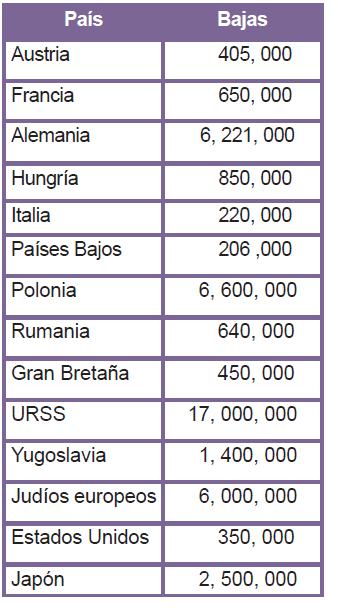 País Bajas
Austria 405, 000
Francia 650, 000
Alemania 6, 221, 000
Hungría 850, 000
Italia 220, 000
Países Bajos 206 ,000
Polonia 6, 600, 000
Rumania 640, 000
Gran Bretaña 450, 000
URSS 17, 000, 000
Yugoslavia 1, 400, 000
Judíos europeos 6, 000, 000
Estados Unidos 350, 000
Japón 2, 500, 000